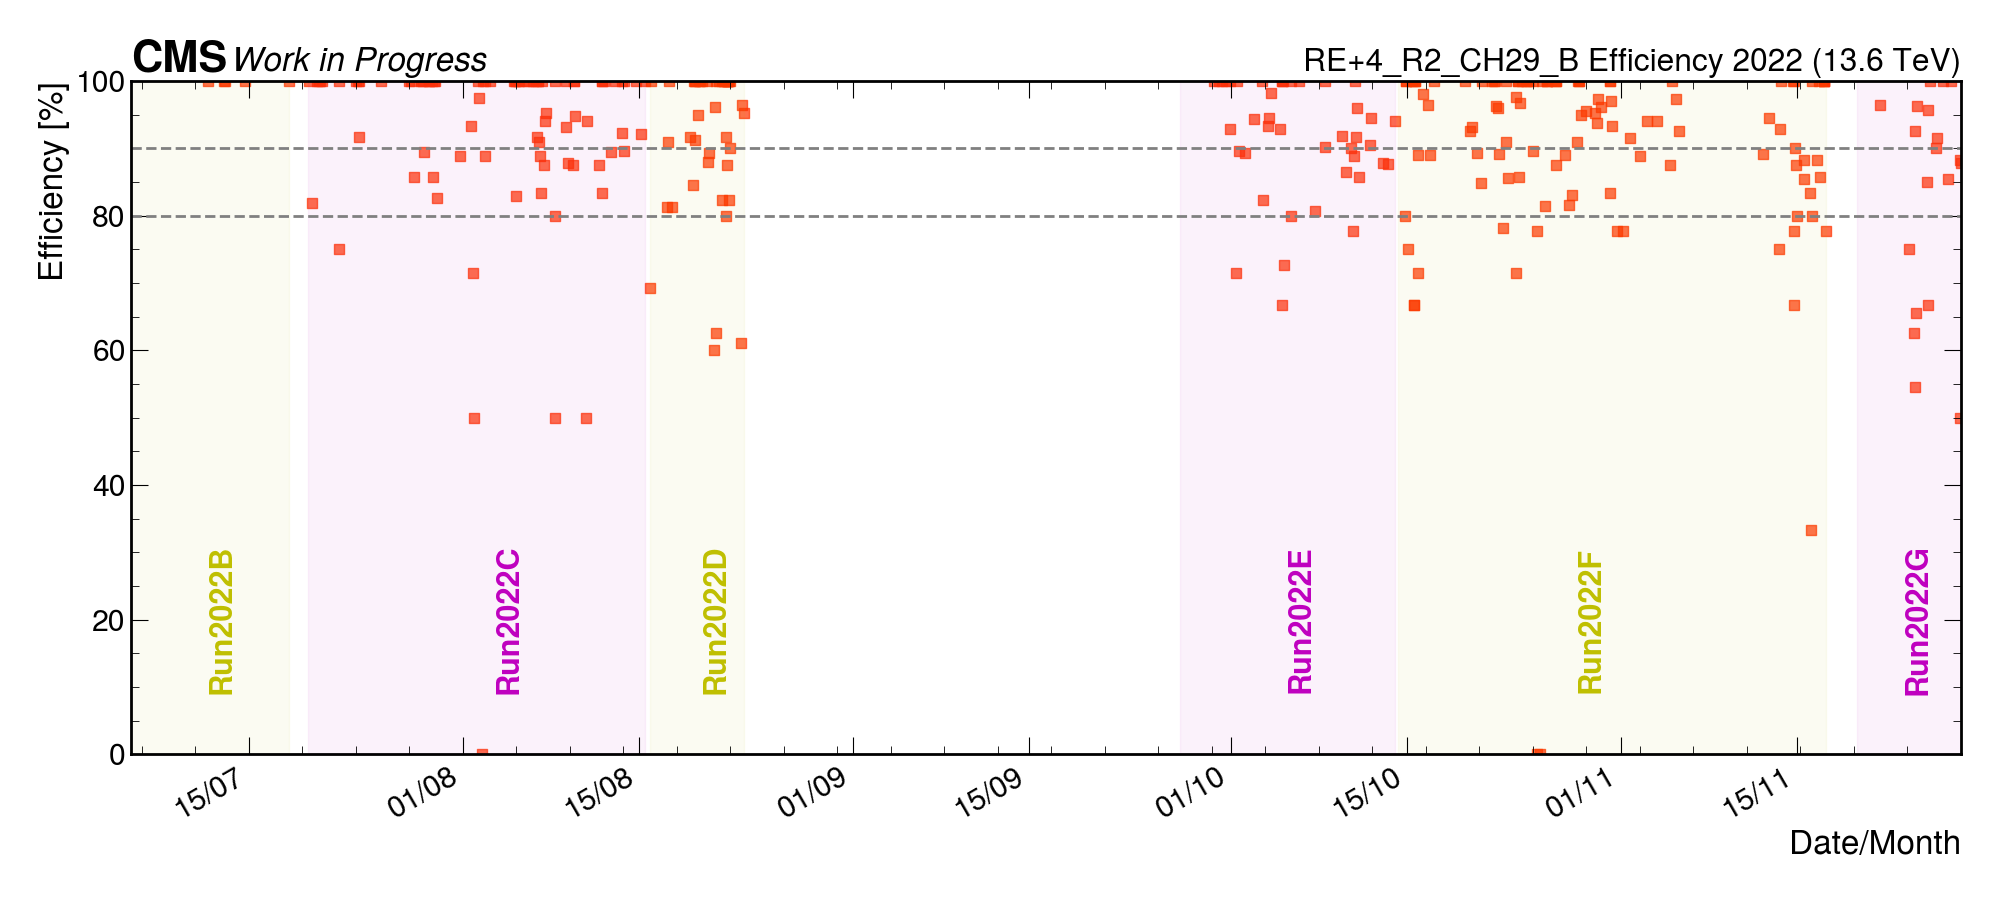 CMS Work in Progress
RE+4_R2_CH29_B Efficiency 2022 (13.6 TeV)
Efficiency [%]
100
80
60
40
20
0
Run2022B
Run2022C
Run2022D
Run2022E
Run2022F
Run2022G
15/07
01/08
15/08
01/09
15/09
01/10
15/10
01/11
15/11
Date/Month